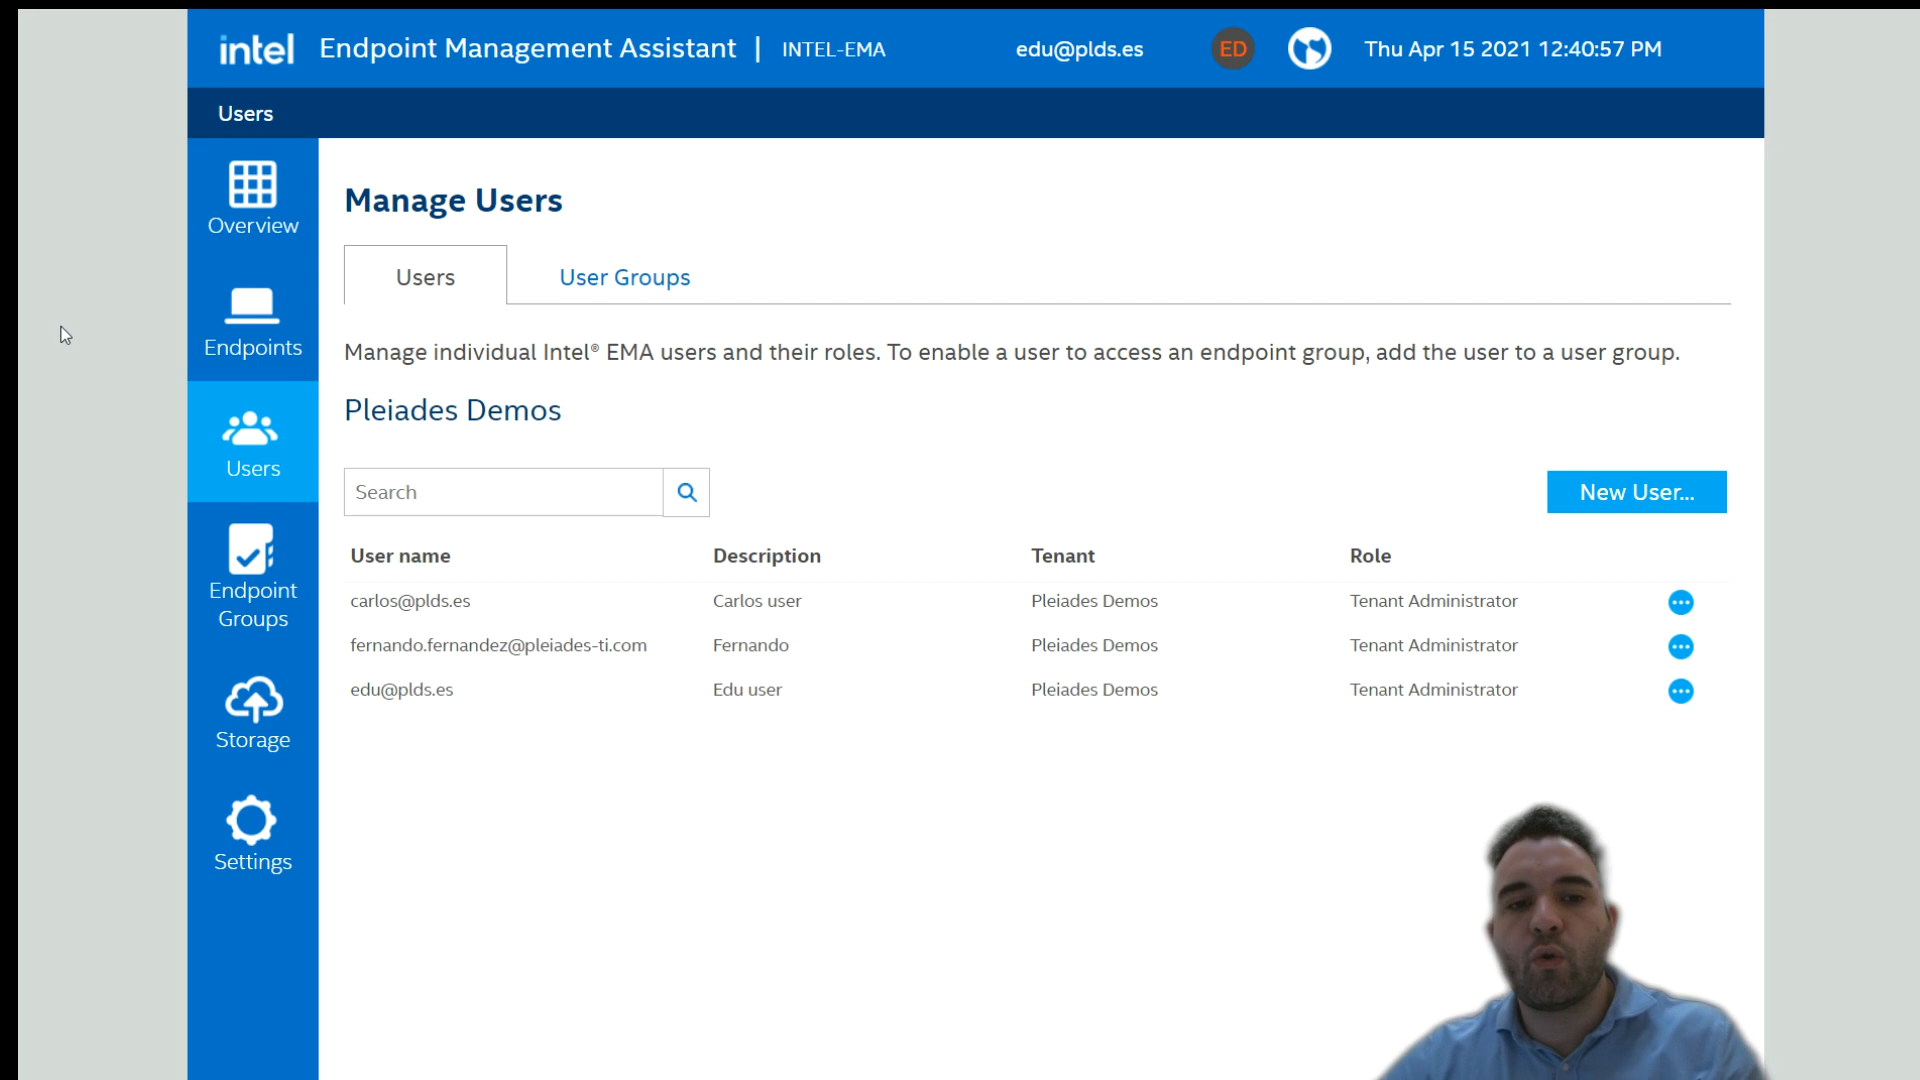 intel Endpoint Management Assistant | INTEL-EMA edu@plds.es ED Thu Apr 15 2021 12:40:57 PM
Users
Overview
Endpoints
Users
Endpoint
Groups
Storage
Settings
Manage Users
Users User Groups
Manage individual Intel® EMA users and their roles. To enable a user to access an endpoint group, add the user to a user group.
Pleiades Demos
Search
New User...
User name Description Tenant Role
carlos@plds.es Carlos user Pleiades Demos Tenant Administrator
fernando.fernandez@pleiades-ti.com Fernando Pleiades Demos Tenant Administrator
edu@plds.es Edu user Pleiades Demos Tenant Administrator